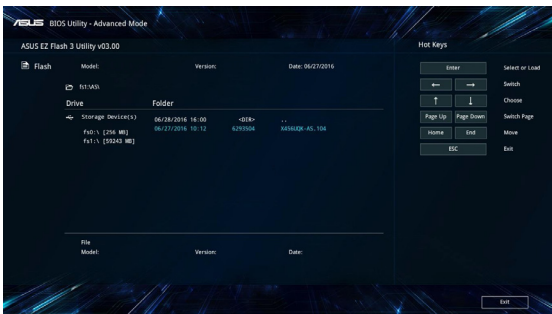 ASUS BIOS Utility - Advanced Mode
ASUS EZ Flash 3 Utility v03.00
Hot Keys
Flash
Model: Version: Date: 06/27/2016
fs1:\A5\
Drive Folder
Storage Device(s)
fs0:\ [256 MB]
fs1:\ [59243 MB]
06/28/2016 16:00 <DIR> ..
06/27/2016 10:12 6293504 X456UQK-AS.104
File
Model: Version: Date:
Enter Select or Load
← → Switch
↑ ↓ Choose
Page Up Page Down Switch Page
Home End Move
ESC Exit
Exit